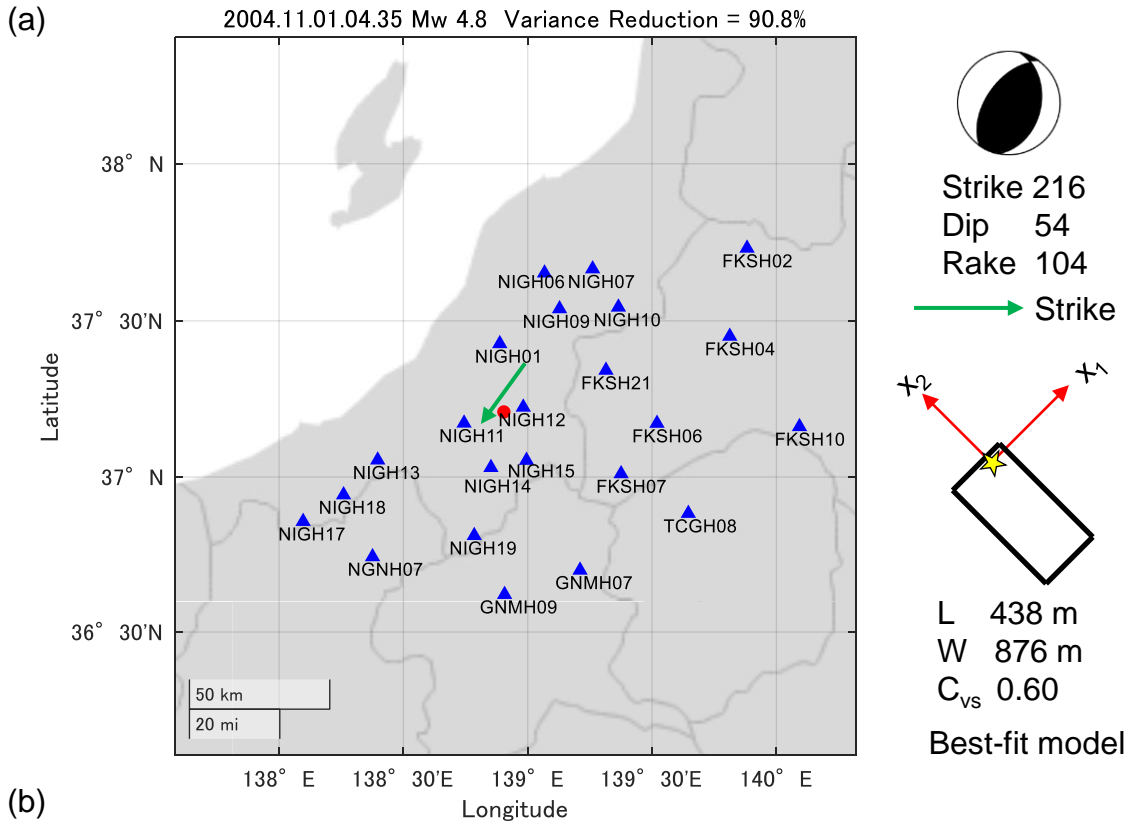 (a)
2004.11.01.04.35 Mw 4.8 Variance Reduction = 90.8%
38° N
37° 30'N
37° N
36° 30'N
Latitude
138° E
138° 30'E
139° E
139° 30'E
140° E
Longitude
FKSH02
NIGH06
NIGH07
NIGH09
NIGH10
NIGH01
FKSH04
FKSH21
NIGH12
NIGH11
FKSH06
FKSH10
NIGH13
NIGH14
NIGH15
FKSH07
NIGH18
NIGH17
TCGH08
NIGH19
NGNH07
GNMH07
GNMH09
50 km
20 mi
Strike 216
Dip 54
Rake 104
Strike
X2
X1
L 438 m
W 876 m
Cvs 0.60
Best-fit model
(b)